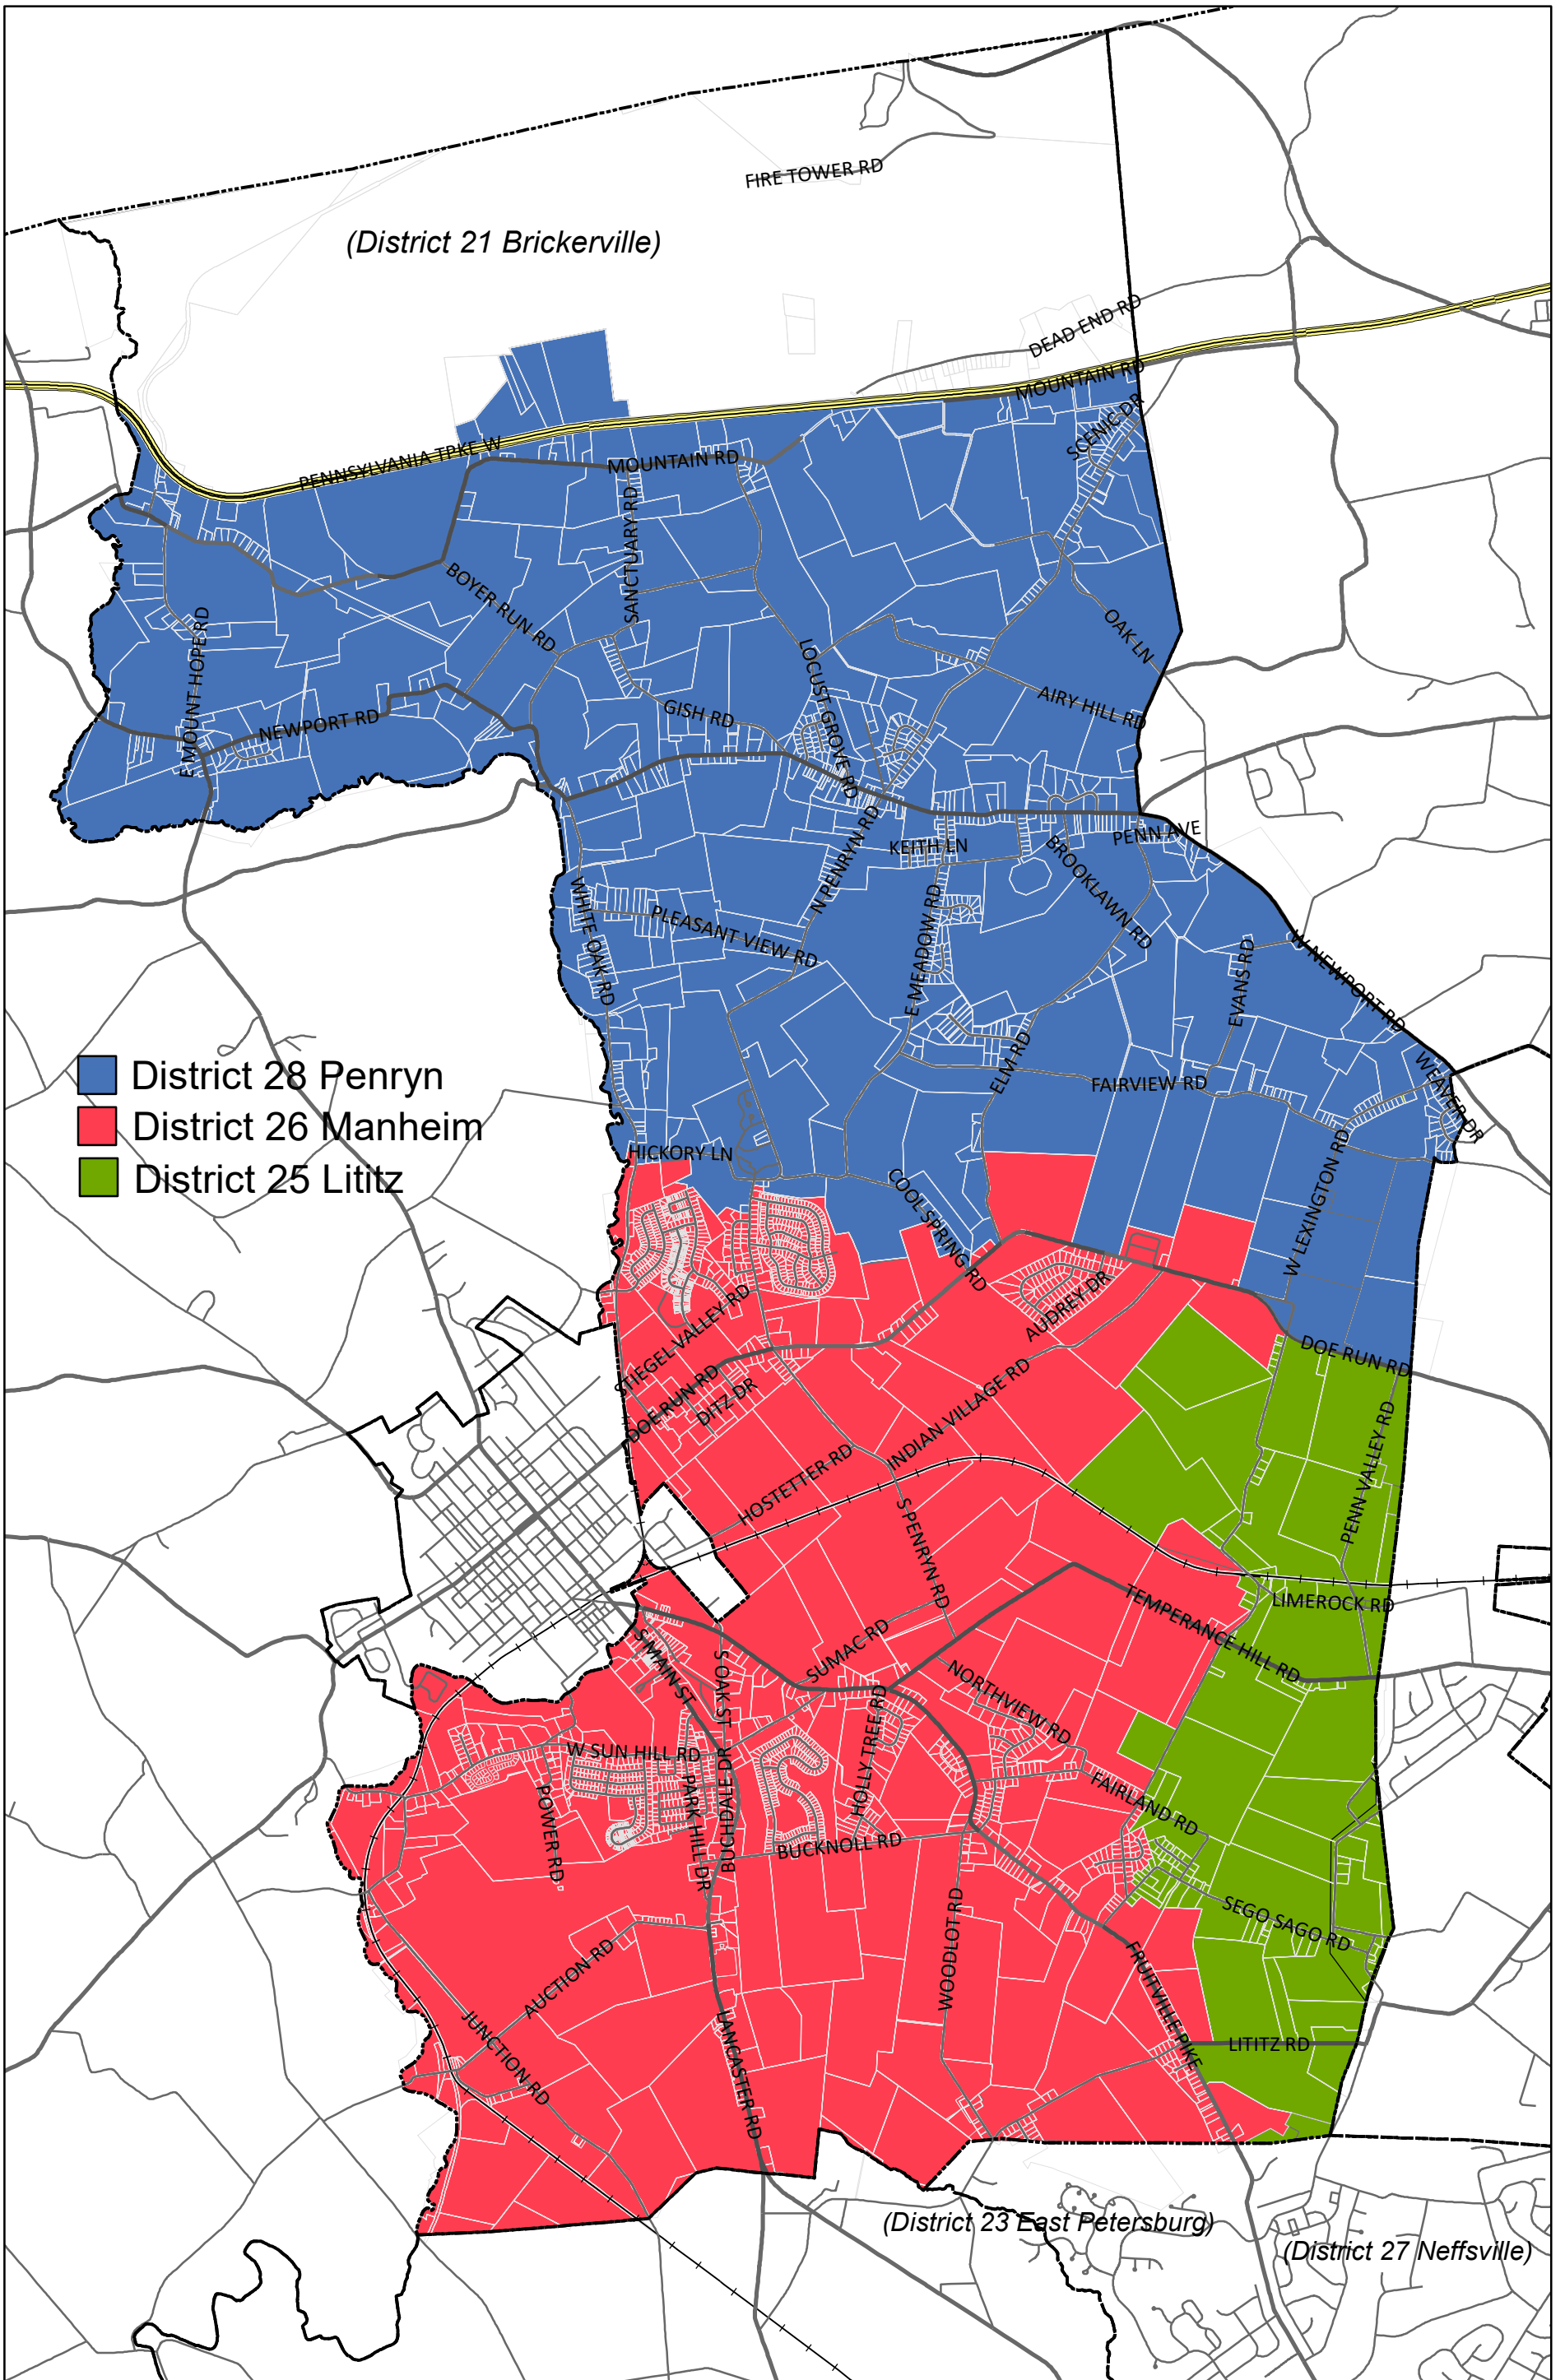 FIRE TOWER RD
(District 21 Brickerville)
DEAD END RD
MOUNTAIN RD
SCENIC DR
PENNSYLVANIA TPKE W
MOUNTAIN RD
SANCTUARY RD
BOYER RUN RD
OAK LN
E MOUNT HOPE RD
LOCUST GROVE RD
AIRY HILL RD
GISH RD
NEWPORT RD
PENN AVE
KEITH LN
N PENRYN RD
BROOKLAWN RD
WHITE OAK RD
PLEASANT VIEW RD
E MEADOW RD
EVANS RD
W NEWPORT RD
ELM RD
FAIRVIEW RD
WEAVER DR
District 28 Penryn
District 26 Manheim
District 25 Lititz
HICKORY LN
COOL SPRING RD
W LEXINGTON RD
AUDREY DR
STIEGEL VALLEY RD
DOE RUN RD
DOE RUN RD
DITZ DR
INDIAN VILLAGE RD
HOSTETTER RD
PENN VALLEY RD
S PENRYN RD
TEMPERANCE HILL RD
LIMEROCK RD
SUMAC RD
S MAIN ST
S OAK ST
NORTHVIEW RD
HOLLY TREE RD
W SUN HILL RD
POWER RD
PARK HILL DR
BUCHDALE DR
FAIRLAND RD
BUCKNOLL RD
WOODLOT RD
SEGO SAGO RD
AUCTION RD
FRUITVILLE PIKE
JUNCTION RD
LANCASTER RD
LITITZ RD
(District 23 East Petersburg)
(District 27 Neffsville)